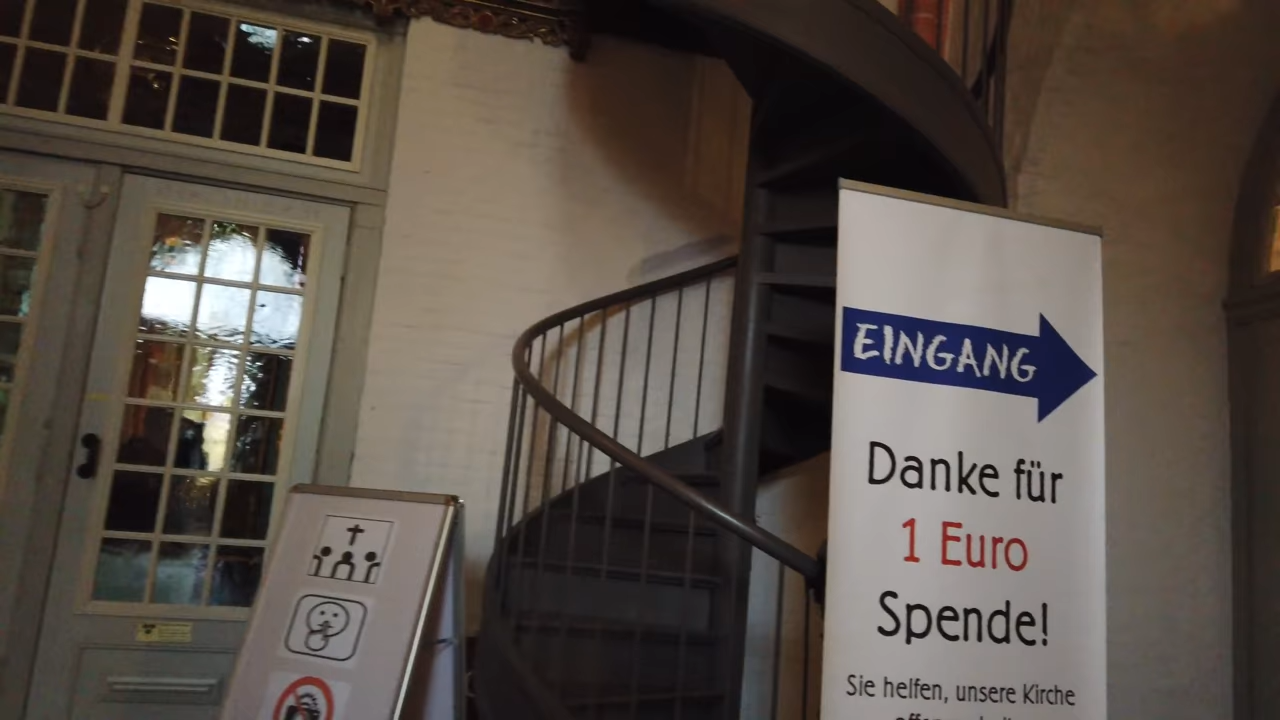 EINGANG
Danke für
1 Euro
Spende!
Sie helfen, unsere Kirche